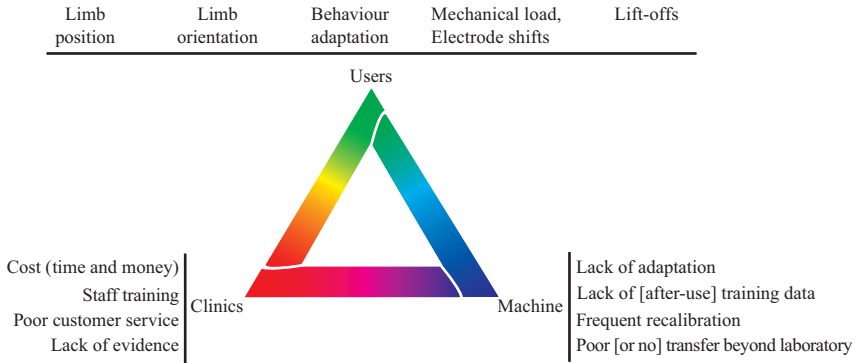 Limb position
Limb orientation
Behaviour adaptation
Mechanical load, Electrode shifts
Lift-offs
Users
Cost (time and money)
Staff training
Poor customer service
Lack of evidence
Clinics
Machine
Lack of adaptation
Lack of [after-use] training data
Frequent recalibration
Poor [or no] transfer beyond laboratory